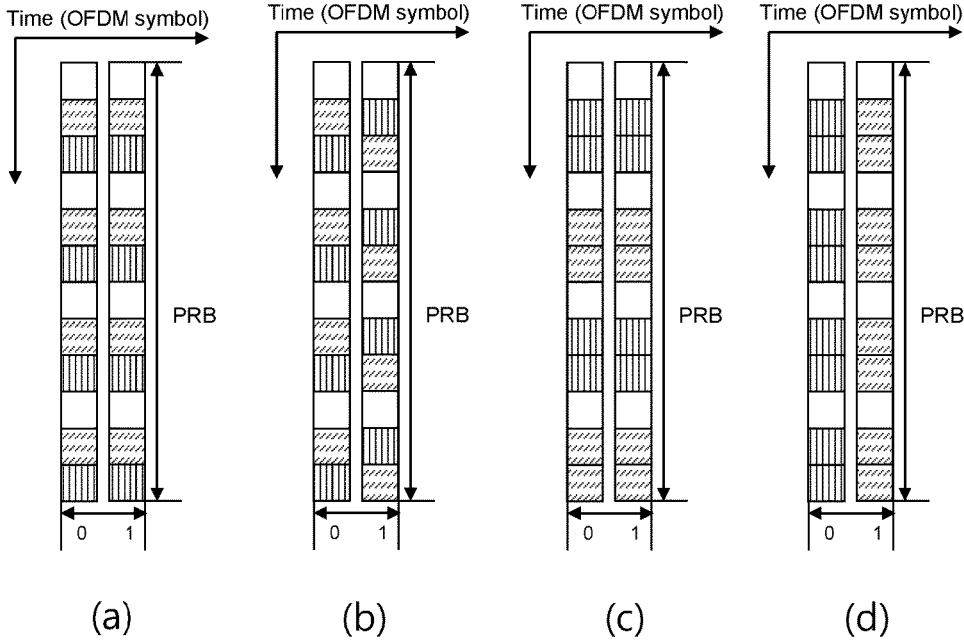 Time (OFDM symbol) Time (OFDM symbol) Time (OFDM symbol) Time (OFDM symbol)
PRB PRB PRB PRB
0 1 0 1 0 1 0 1
(a) (b) (c) (d)